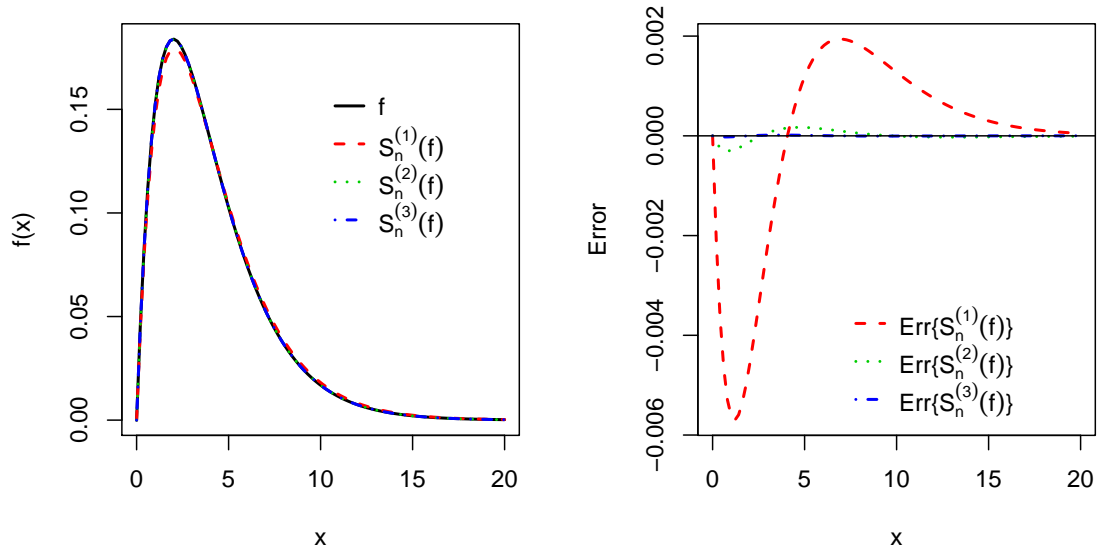 0.15
0.10
0.05
0.00
f(x)
0 5 10 15 20
x
f
S_n^(1)(f)
S_n^(2)(f)
S_n^(3)(f)
0.002
0.000
−0.002
−0.004
−0.006
Error
0 5 10 15 20
x
Err{S_n^(1)(f)}
Err{S_n^(2)(f)}
Err{S_n^(3)(f)}